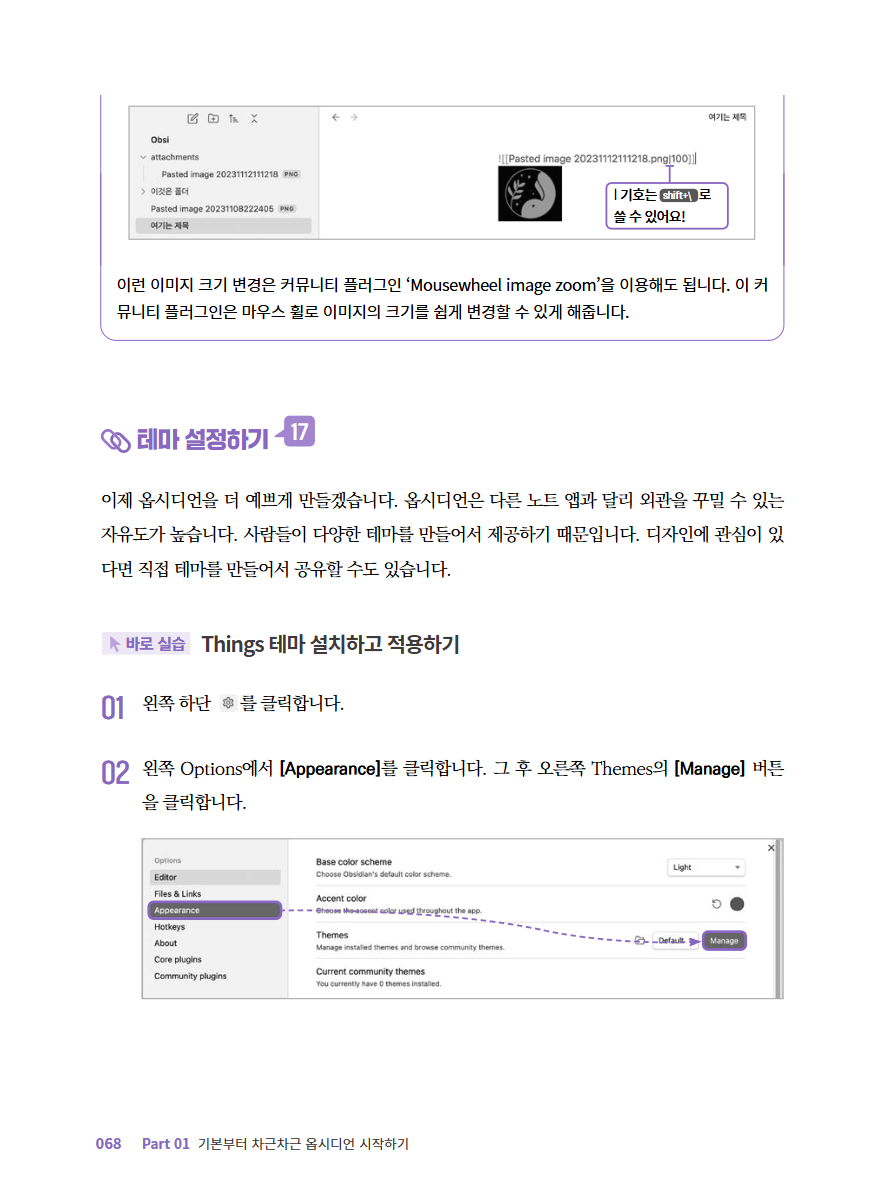 여기는 제목
Obsi
attachments
Pasted image 20231112111218 PNG
이것은 폴더
Pasted image 20231108222405 PNG
여기는 제목
![[Pasted image 20231112111218.png|100]]
| 기호는 shift+\ 로
쓸 수 있어요!
이런 이미지 크기 변경은 커뮤니티 플러그인 ‘Mousewheel image zoom’을 이용해도 됩니다. 이 커
뮤니티 플러그인은 마우스 휠로 이미지의 크기를 쉽게 변경할 수 있게 해줍니다.
테마 설정하기 17
이제 옵시디언을 더 예쁘게 만들겠습니다. 옵시디언은 다른 노트 앱과 달리 외관을 꾸밀 수 있는
자유도가 높습니다. 사람들이 다양한 테마를 만들어서 제공하기 때문입니다. 디자인에 관심이 있
다면 직접 테마를 만들어서 공유할 수도 있습니다.
바로 실습 Things 테마 설치하고 적용하기
01 왼쪽 하단 를 클릭합니다.
02 왼쪽 Options에서 [Appearance]를 클릭합니다. 그 후 오른쪽 Themes의 [Manage] 버튼
을 클릭합니다.
Options
Editor
Files & Links
Appearance
Hotkeys
About
Core plugins
Community plugins
Base color scheme
Choose Obsidian's default color scheme.
Light
Accent color
Choose the accent color used throughout the app.
Themes
Manage installed themes and browse community themes.
Default Manage
Current community themes
You currently have 0 themes installed.
068 Part 01 기본부터 차근차근 옵시디언 시작하기